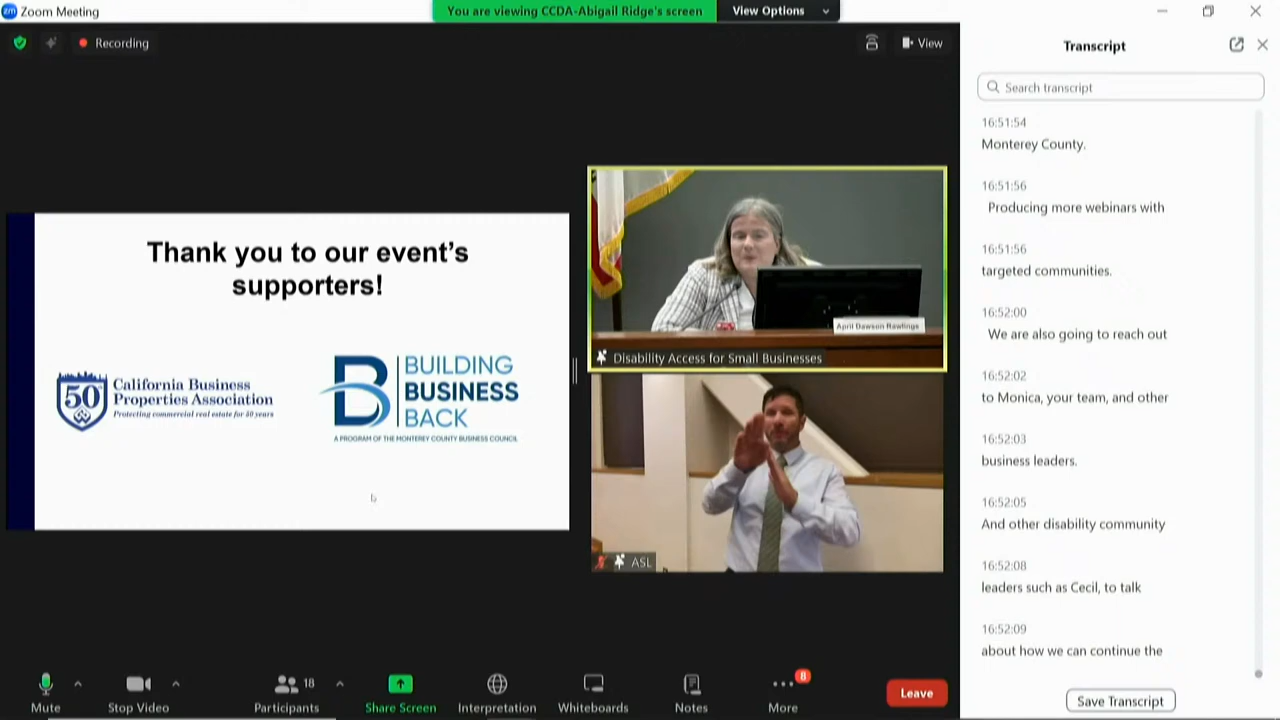 Zoom Meeting
You are viewing CCDA-Abigail Ridge's screen
View Options
Recording
View
Thank you to our event's
supporters!
50
California Business
Properties Association
Protecting commercial real estate for 50 years
B
BUILDING
BUSINESS
BACK
A PROGRAM OF THE MONTEREY COUNTY BUSINESS COUNCIL
April Dawson Rawlings
Disability Access for Small Businesses
ASL
Transcript
Search transcript
16:51:54
Monterey County.
16:51:56
Producing more webinars with
16:51:56
targeted communities.
16:52:00
We are also going to reach out
16:52:02
to Monica, your team, and other
16:52:03
business leaders.
16:52:05
And other disability community
16:52:08
leaders such as Cecil, to talk
16:52:09
about how we can continue the
Save Transcript
Mute
Stop Video
Participants
18
Share Screen
Interpretation
Whiteboards
Notes
More
8
Leave